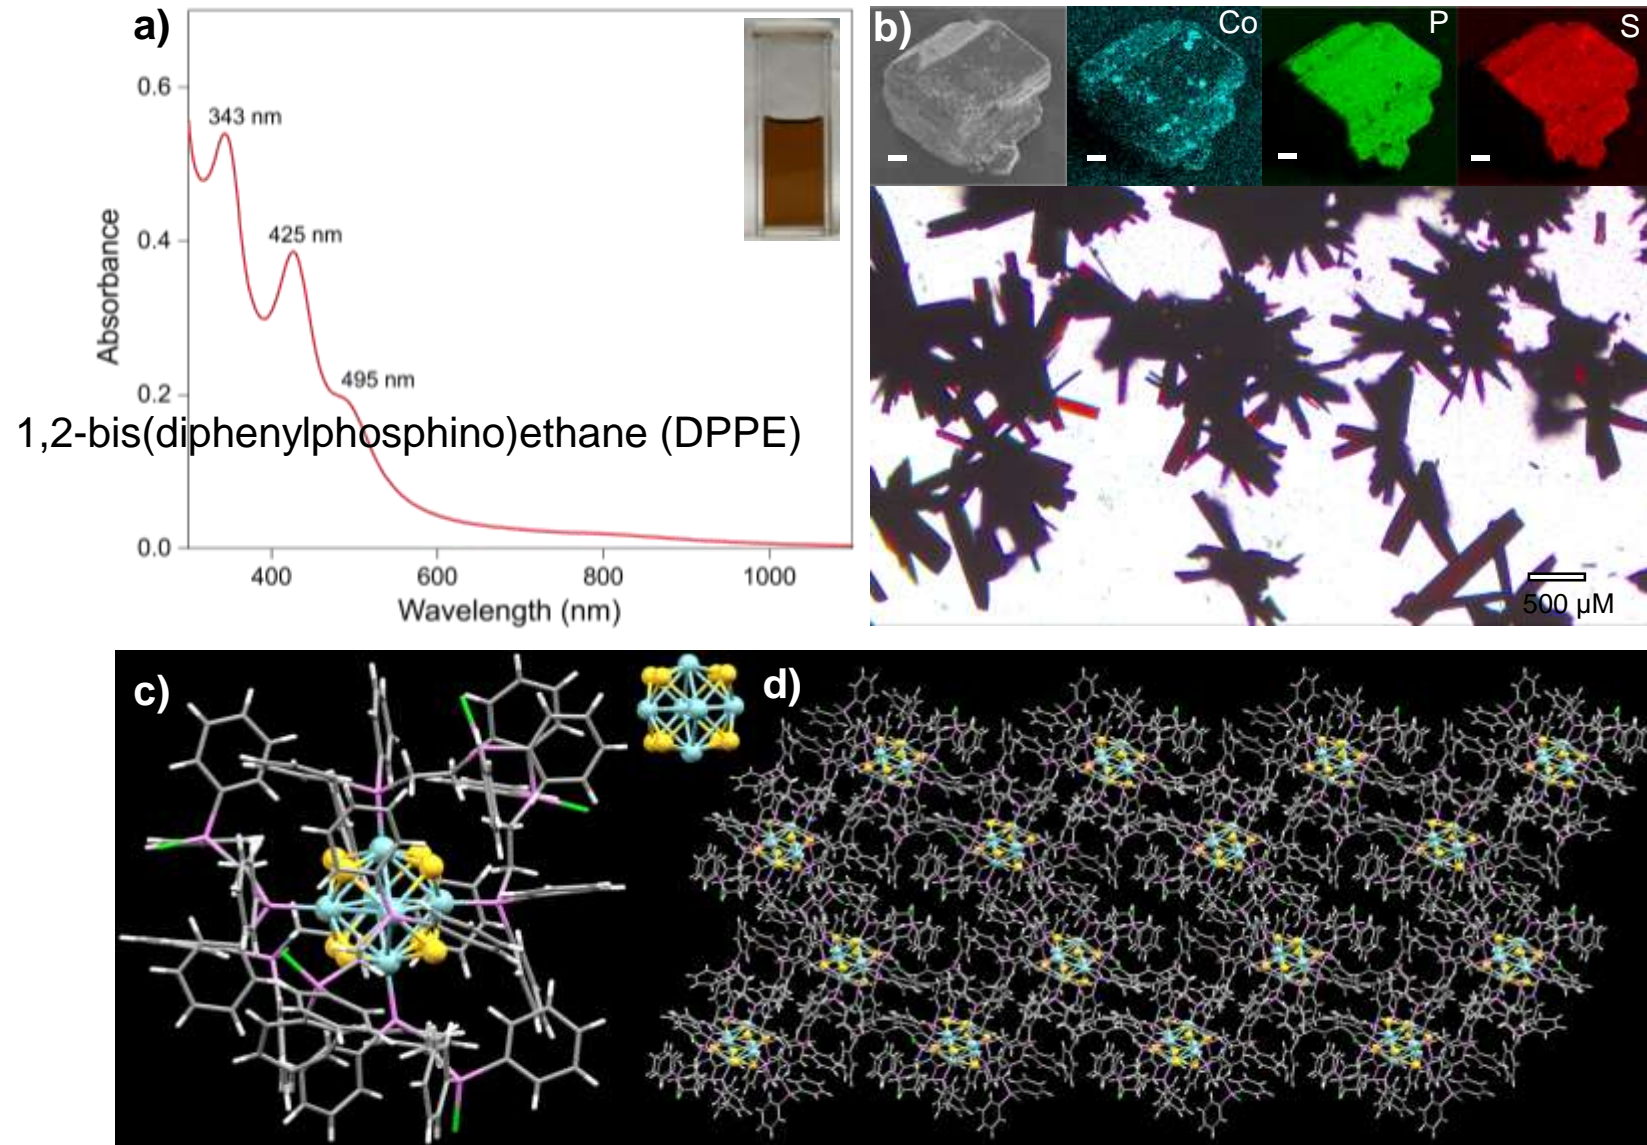 a)
343 nm
425 nm
495 nm
0.6
0.4
0.2
0.0
Absorbance
400 600 800 1000
Wavelength (nm)
1,2-bis(diphenylphosphino)ethane (DPPE)
b)
Co
P
S
500 µM
c)
d)